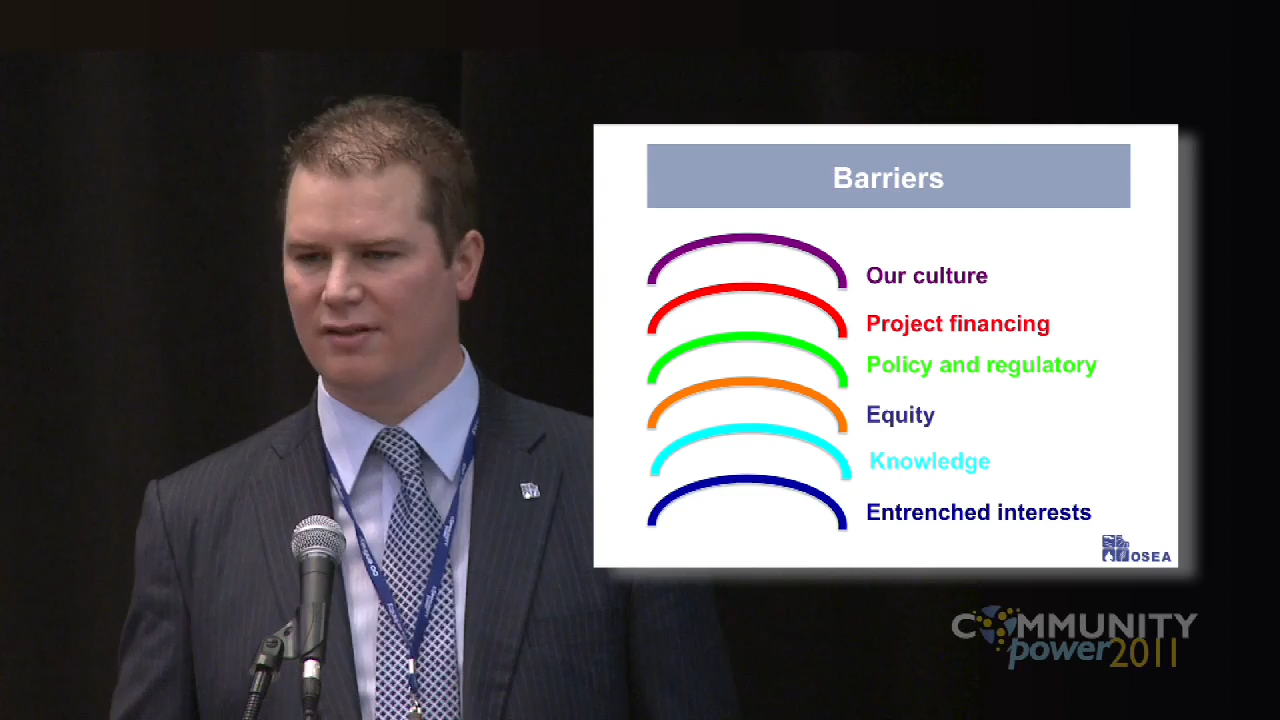 Barriers
Our culture
Project financing
Policy and regulatory
Equity
Knowledge
Entrenched interests
OSEA
COMMUNITY
power2011